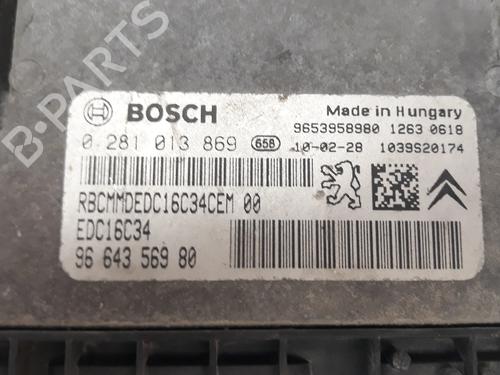 B-PARTS
BOSCH
Made in Hungary
0 281 013 869 658
9653958980 1263 0618
10-02-28 1039S20174
RBCMMDEDC16C34CEM 00
EDC16C34
96 643 569 80